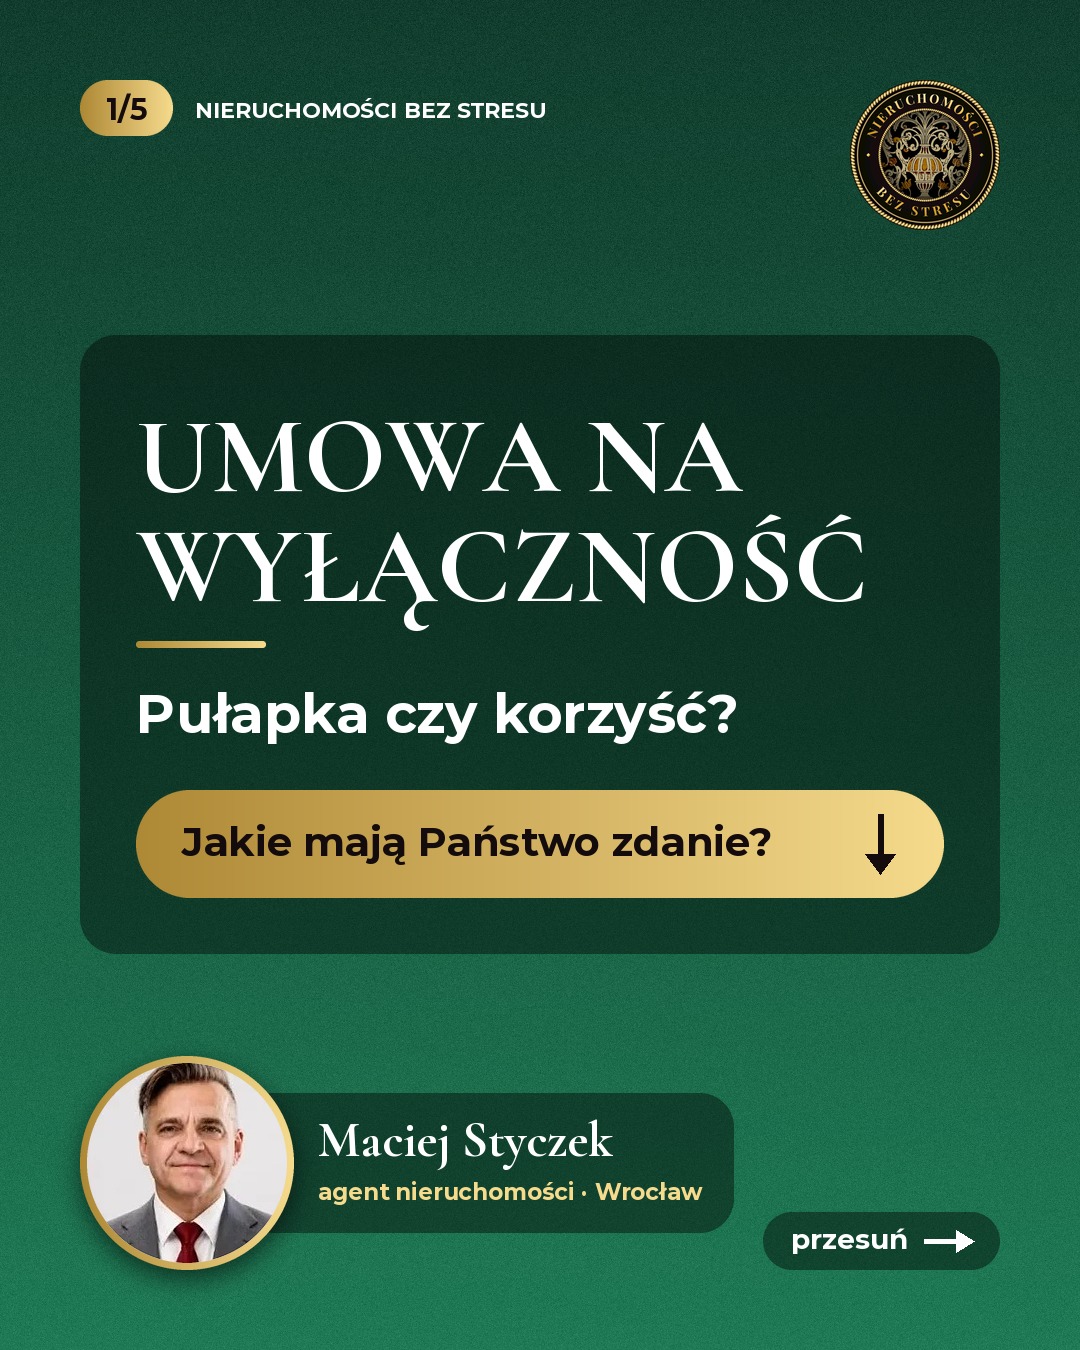 1/5
NIERUCHOMOŚCI BEZ STRESU
NIERUCHOMOŚCI
BEZ STRESU
UMOWA NA
WYŁĄCZNOŚĆ
Pułapka czy korzyść?
Jakie mają Państwo zdanie?
Maciej Styczek
agent nieruchomości · Wrocław
przesuń